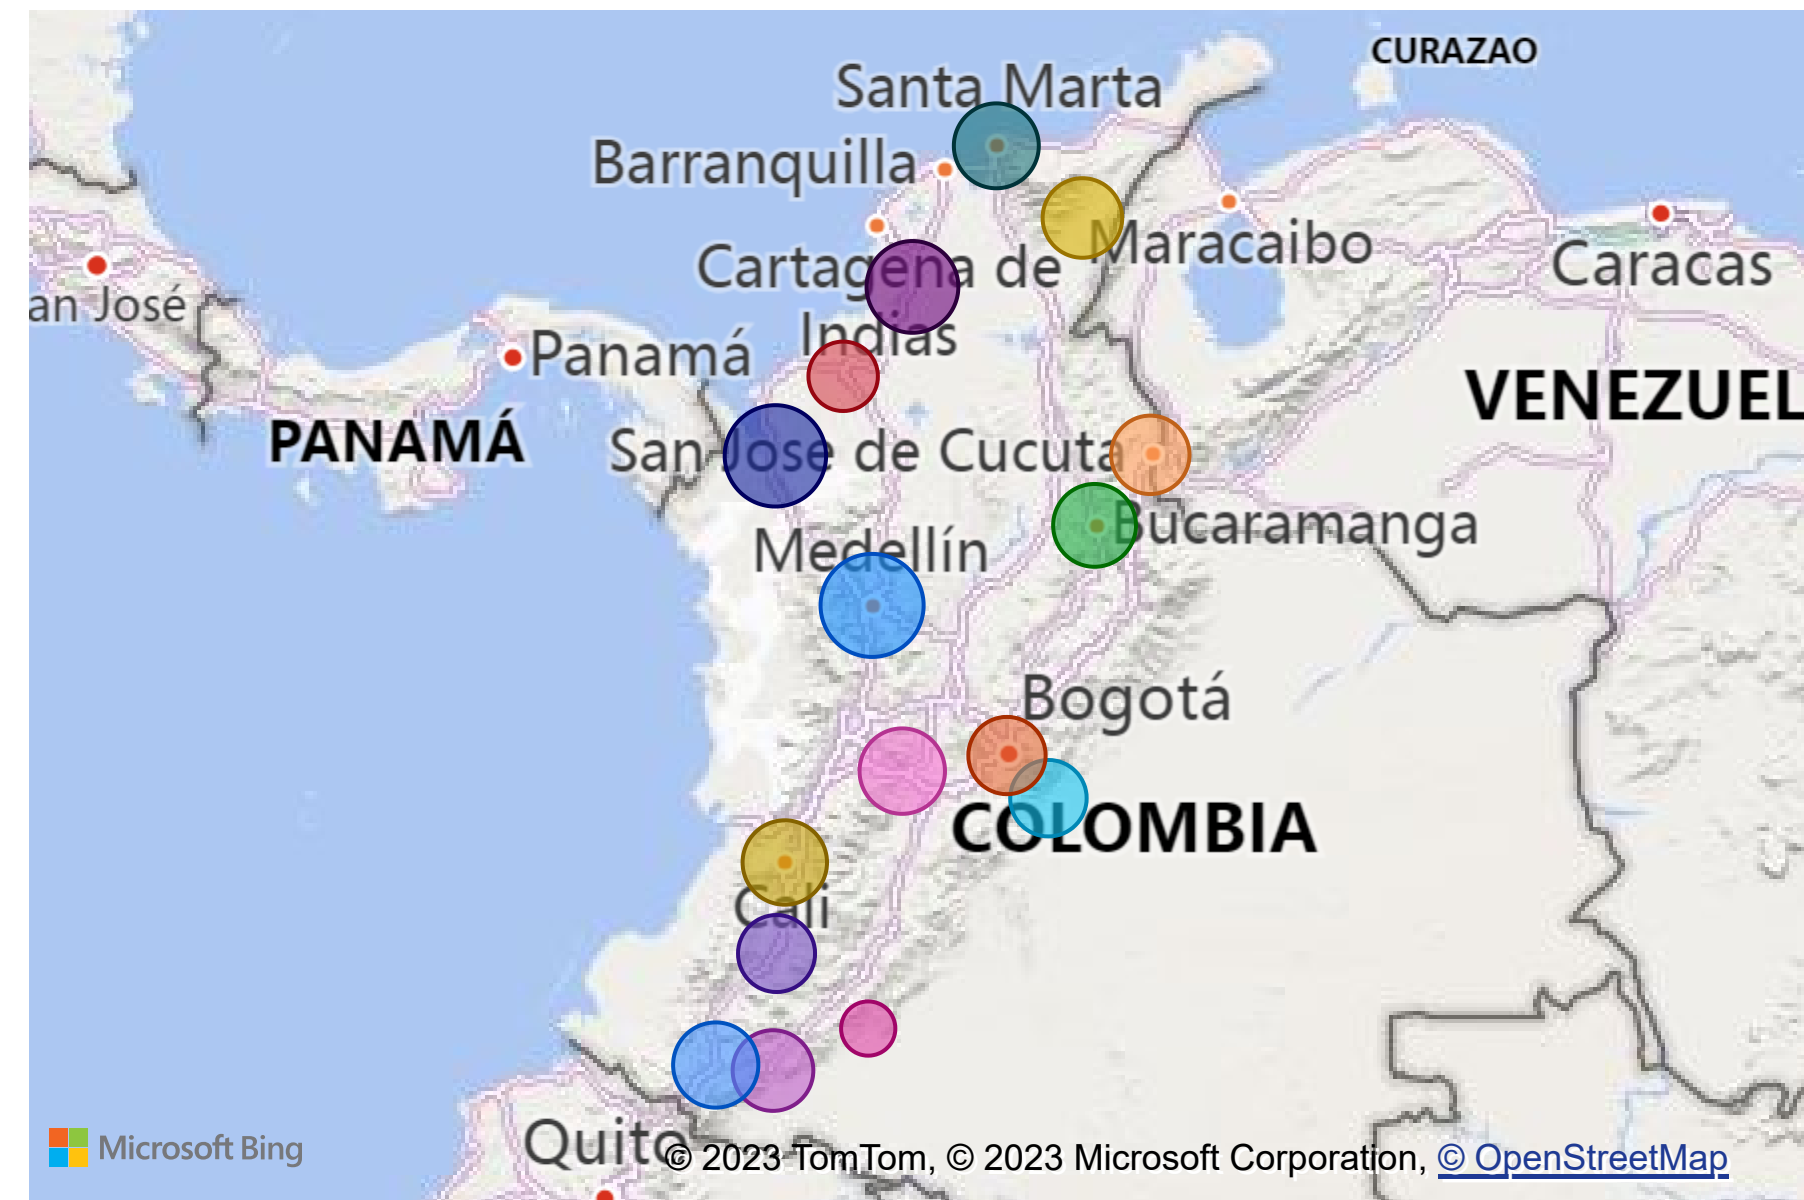 CURAZAO
Santa Marta
Barranquilla
Maracaibo
Cartagena de
Indias
Caracas
an José
Panamá
PANAMÁ
VENEZUEL
San Jose de Cucuta
Bucaramanga
Medellín
Bogotá
COLOMBIA
Cali
Quito
Microsoft Bing
© 2023 TomTom, © 2023 Microsoft Corporation, © OpenStreetMap